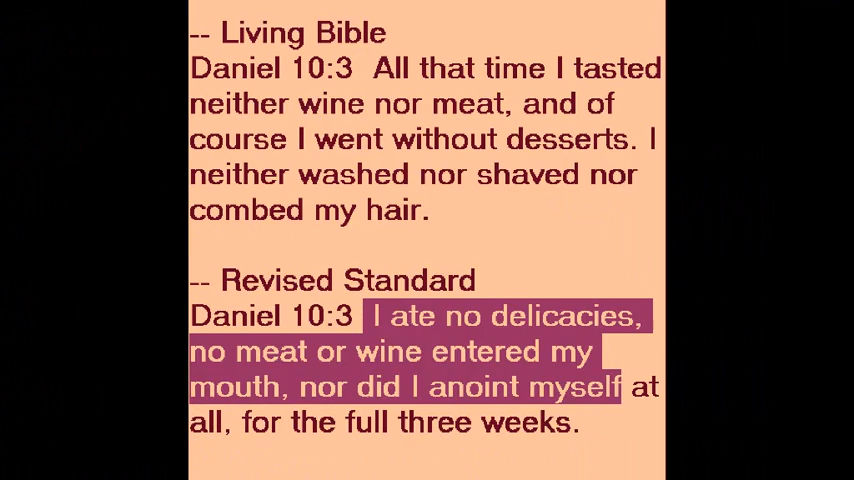 -- Living Bible
Daniel 10:3  All that time I tasted
neither wine nor meat, and of
course I went without desserts. I
neither washed nor shaved nor
combed my hair.
-- Revised Standard
Daniel 10:3  I ate no delicacies,
no meat or wine entered my
mouth, nor did I anoint myself at
all, for the full three weeks.